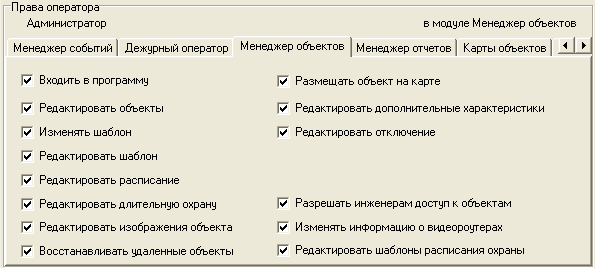 Права оператора
Администратор в модуле Менеджер объектов
Менеджер событий Дежурный оператор Менеджер объектов Менеджер отчетов Карты объектов
Входить в программу
Размещать объект на карте
Редактировать объекты
Редактировать дополнительные характеристики
Изменять шаблон
Редактировать отключение
Редактировать шаблон
Редактировать расписание
Редактировать длительную охрану
Разрешать инженерам доступ к объектам
Редактировать изображения объекта
Изменять информацию о видеороутерах
Восстанавливать удаленные объекты
Редактировать шаблоны расписания охраны